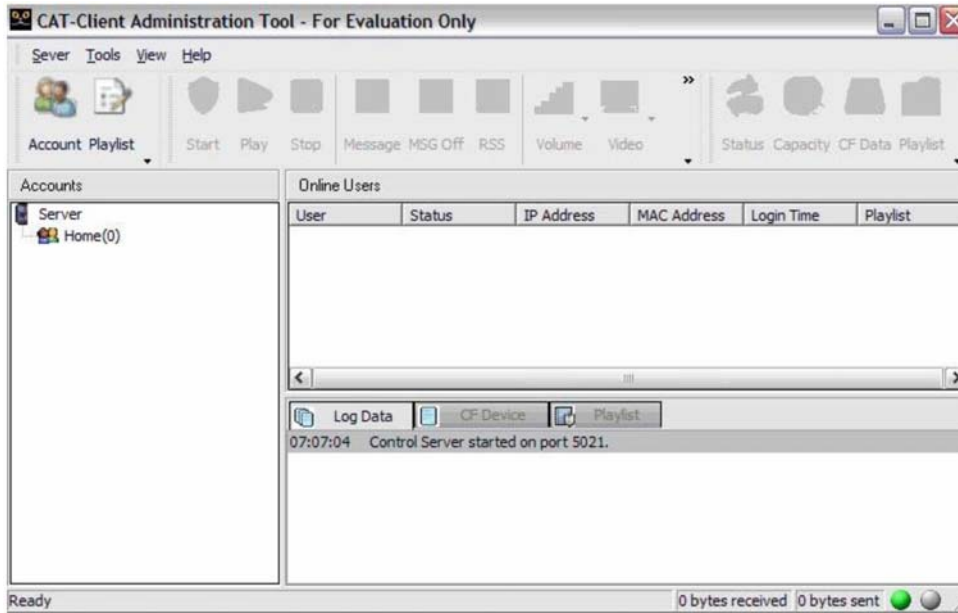 CAT-Client Administration Tool - For Evaluation Only
Sever Tools View Help
Account Playlist Start Play Stop Message MSG Off RSS Volume Video » Status Capacity CF Data Playlist
Accounts
Server
Home(0)
Online Users
User Status IP Address MAC Address Login Time Playlist
Log Data CF Device Playlist
07:07:04 Control Server started on port 5021.
Ready 0 bytes received 0 bytes sent